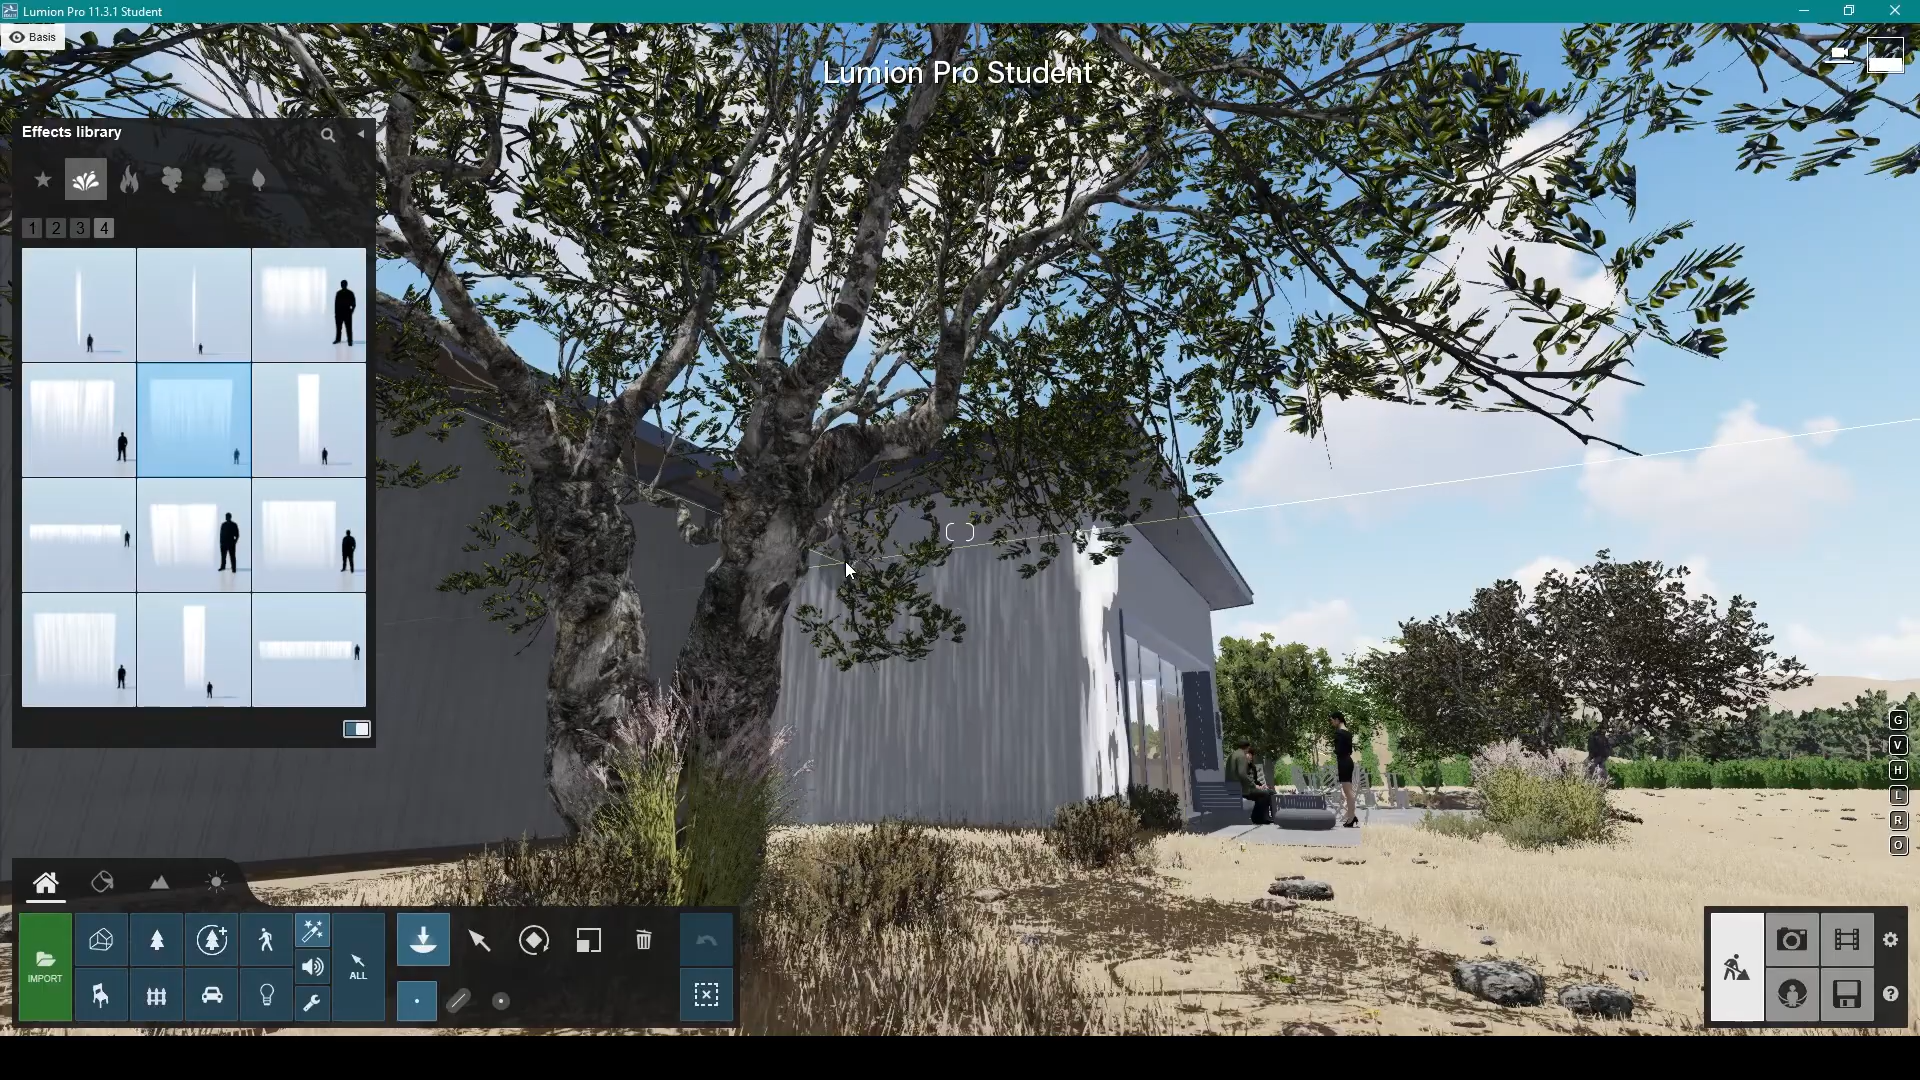 Lumion Pro 11.3.1 Student
Basis
Lumion Pro Student
Effects library
1 2 3 4
G
V
H
L
R
O
IMPORT
ALL
?